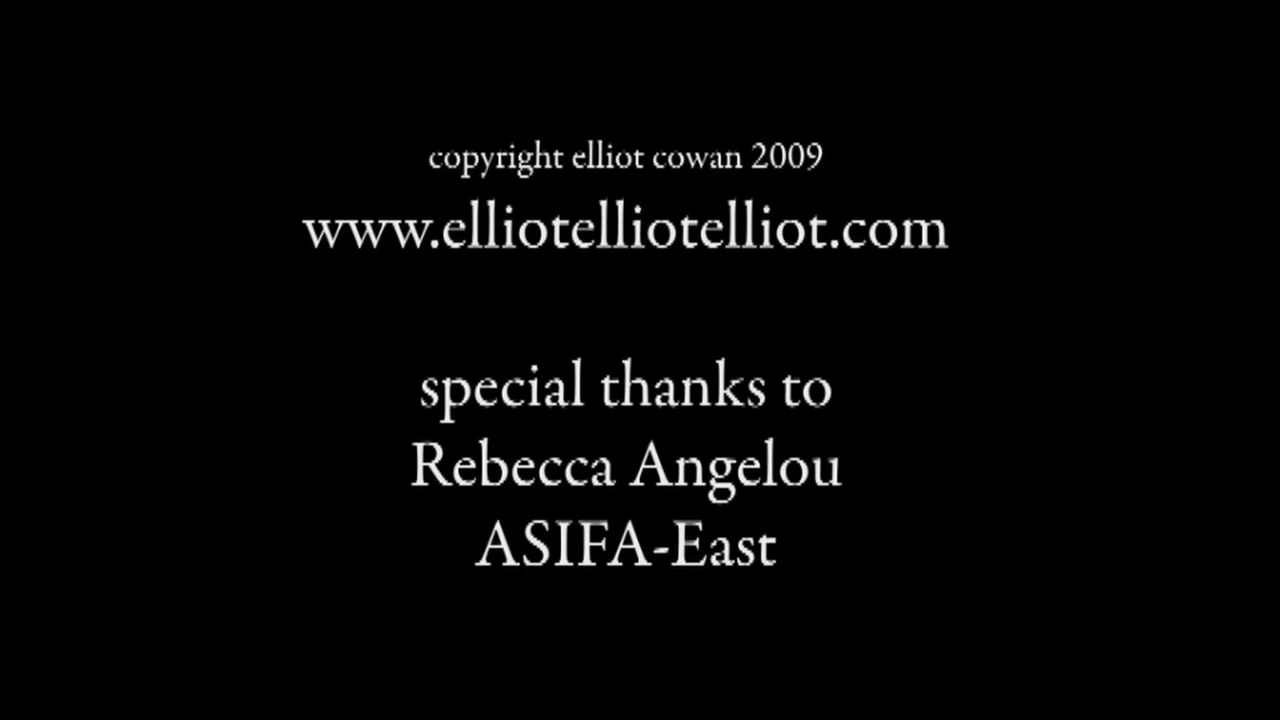 copyright elliot cowan 2009
www.elliotelliotelliot.com
special thanks to
Rebecca Angelou
ASIFA-East